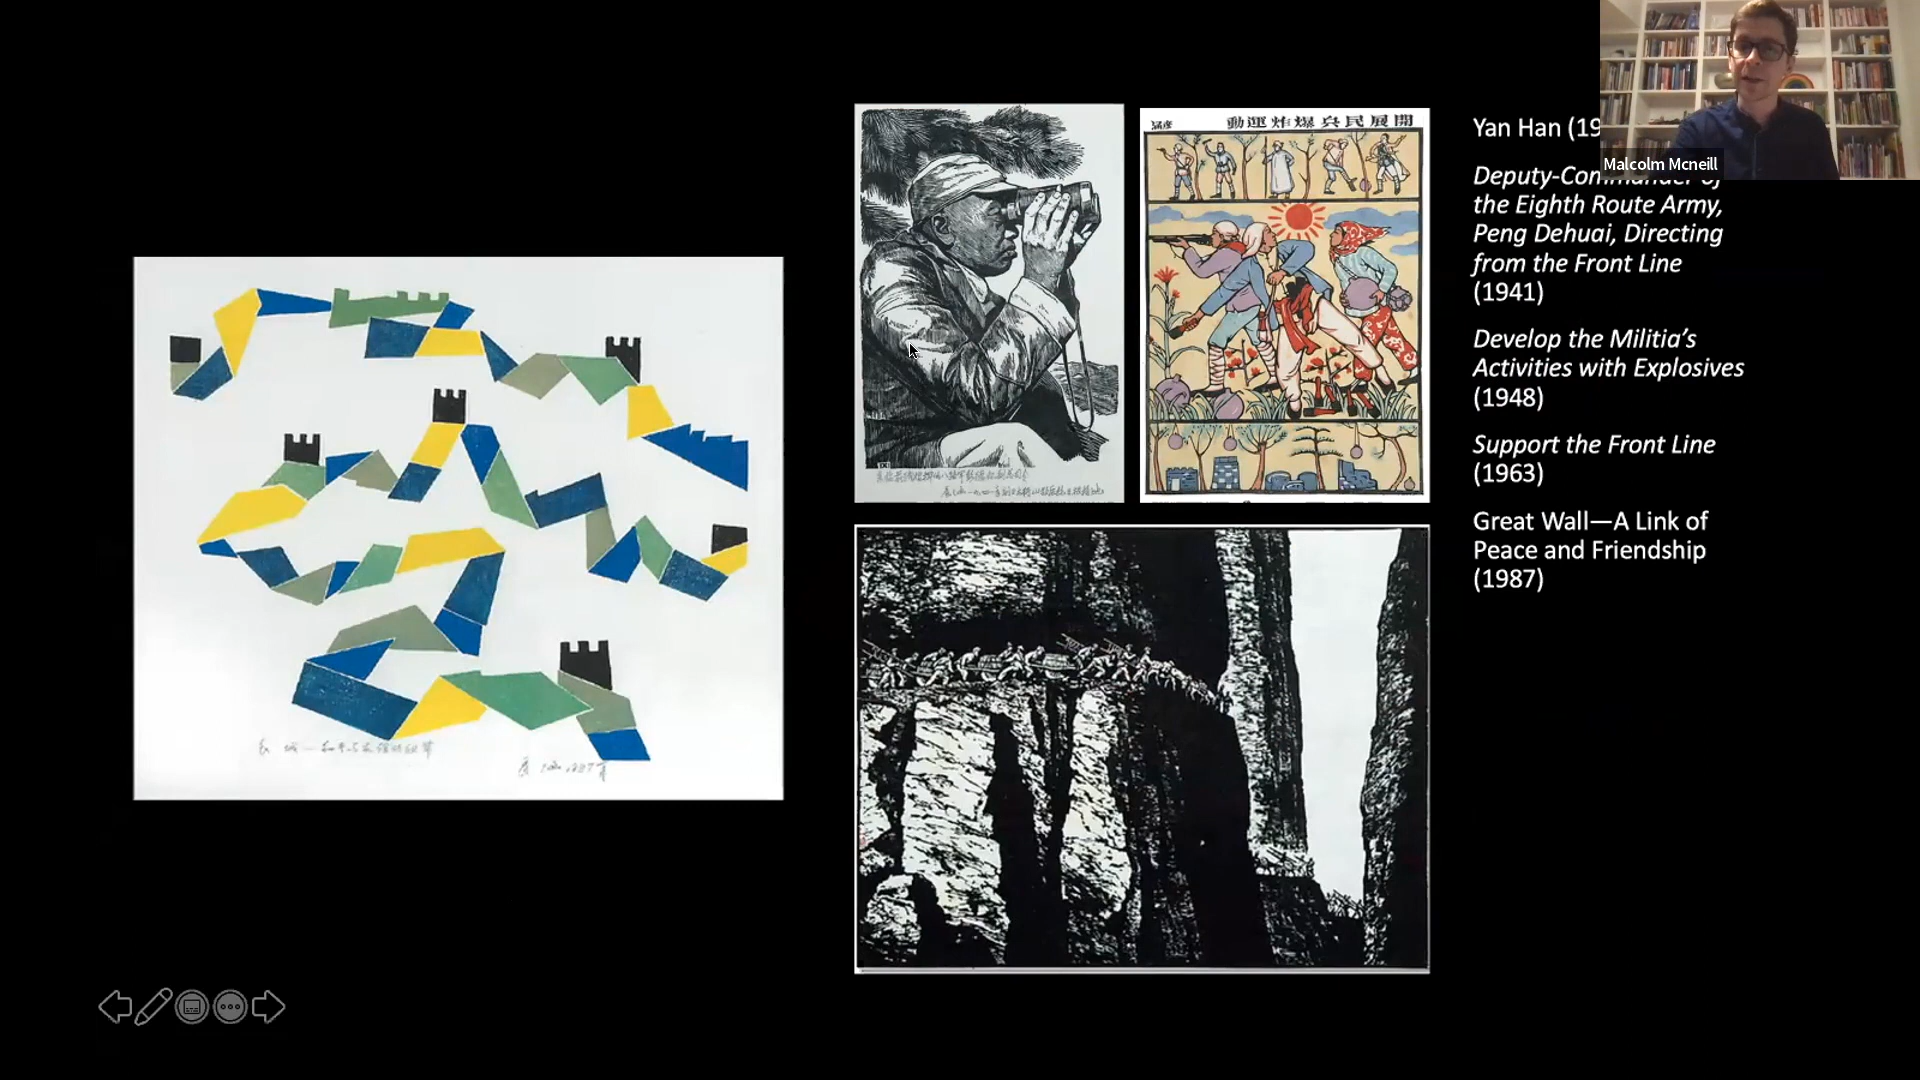 Malcolm Mcneill
Yan Han (19
Deputy-Commander of
the Eighth Route Army,
Peng Dehuai, Directing
from the Front Line
(1941)
Develop the Militia's
Activities with Explosives
(1948)
Support the Front Line
(1963)
Great Wall—A Link of
Peace and Friendship
(1987)
動運炸爆兵民展開